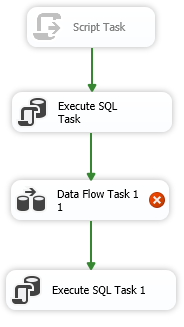 Script Task
Execute SQL
Task
Data Flow Task 1
1
Execute SQL Task 1